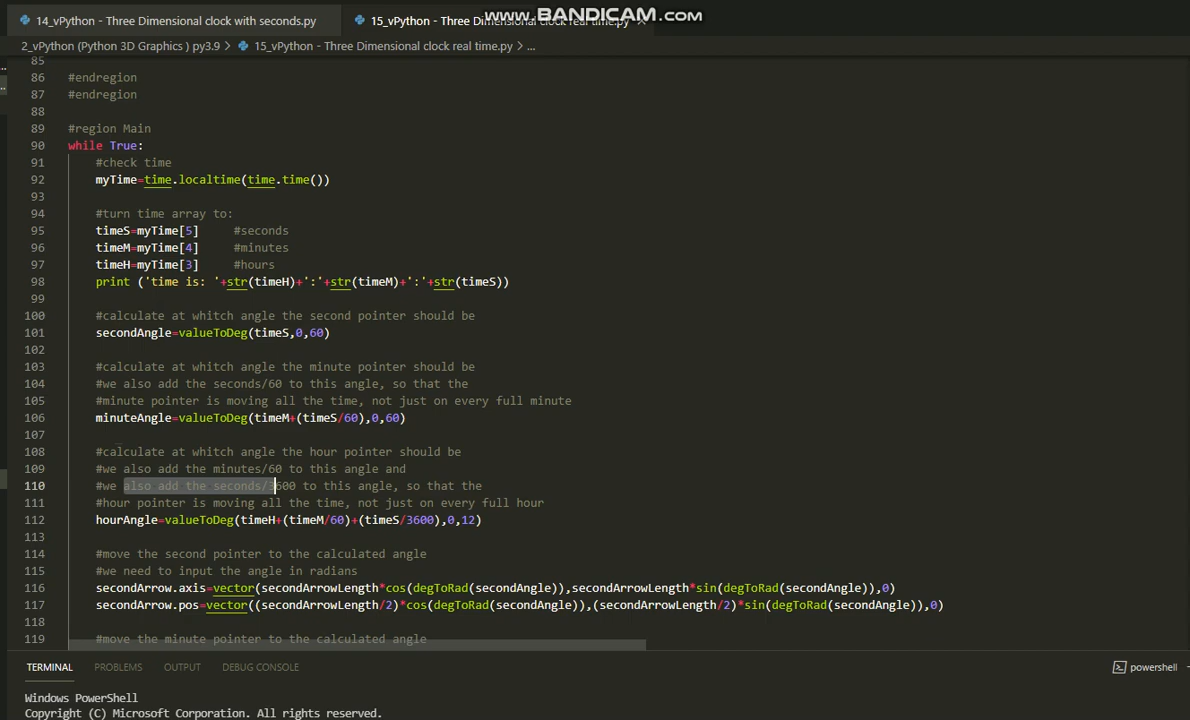 www.BANDICAM.com
14_vPython - Three Dimensional clock with seconds.py
15_vPython - Three Dimensional clock real time.py
2_vPython (Python 3D Graphics ) py3.9 > 15_vPython - Three Dimensional clock real time.py > ...
85
86 #endregion
87 #endregion
88
89 #region Main
90 while True:
91 #check time
92 myTime=time.localtime(time.time())
93
94 #turn time array to:
95 timeS=myTime[5] #seconds
96 timeM=myTime[4] #minutes
97 timeH=myTime[3] #hours
98 print ('time is: '+str(timeH)+':'+str(timeM)+':'+str(timeS))
99
100 #calculate at whitch angle the second pointer should be
101 secondAngle=valueToDeg(timeS,0,60)
102
103 #calculate at whitch angle the minute pointer should be
104 #we also add the seconds/60 to this angle, so that the
105 #minute pointer is moving all the time, not just on every full minute
106 minuteAngle=valueToDeg(timeM+(timeS/60),0,60)
107
108 #calculate at whitch angle the hour pointer should be
109 #we also add the minutes/60 to this angle and
110 #we also add the seconds/3600 to this angle, so that the
111 #hour pointer is moving all the time, not just on every full hour
112 hourAngle=valueToDeg(timeH+(timeM/60)+(timeS/3600),0,12)
113
114 #move the second pointer to the calculated angle
115 #we need to input the angle in radians
116 secondArrow.axis=vector(secondArrowLength*cos(degToRad(secondAngle)),secondArrowLength*sin(degToRad(secondAngle)),0)
117 secondArrow.pos=vector((secondArrowLength/2)*cos(degToRad(secondAngle)),(secondArrowLength/2)*sin(degToRad(secondAngle)),0)
118
119 #move the minute pointer to the calculated angle
TERMINAL PROBLEMS OUTPUT DEBUG CONSOLE powershell
Windows PowerShell
Copyright (C) Microsoft Corporation. All rights reserved.